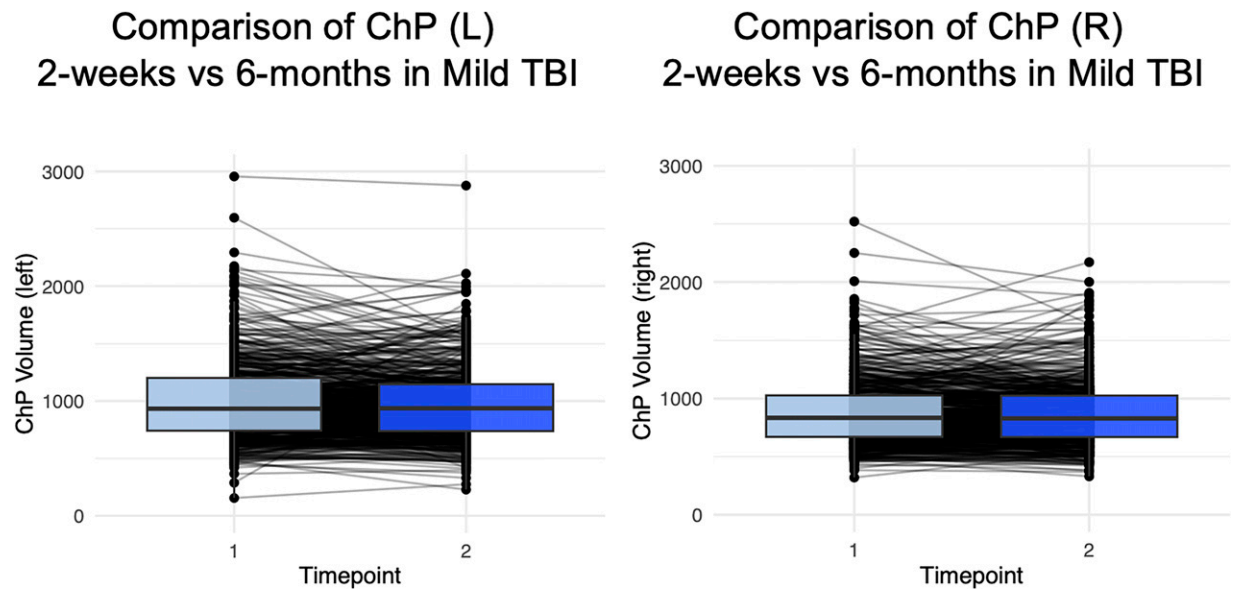 Comparison of ChP (L)
2-weeks vs 6-months in Mild TBI
3000
2000
1000
0
ChP Volume (left)
1
2
Timepoint
Comparison of ChP (R)
2-weeks vs 6-months in Mild TBI
3000
2000
1000
0
ChP Volume (right)
1
2
Timepoint